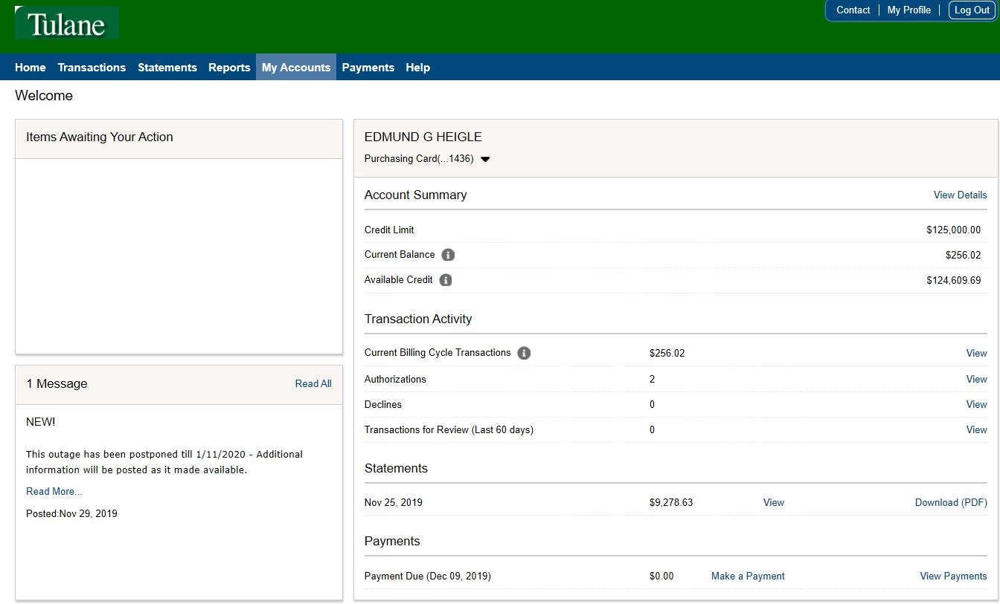 Tulane
Contact | My Profile | Log Out
Home Transactions Statements Reports My Accounts Payments Help
Welcome
Items Awaiting Your Action
1 Message Read All
NEW!
This outage has been postponed till 1/11/2020 - Additional
information will be posted as it made available.
Read More...
Posted:Nov 29, 2019
EDMUND G HEIGLE
Purchasing Card(...1436)
Account Summary View Details
Credit Limit $125,000.00
Current Balance $256.02
Available Credit $124,609.69
Transaction Activity
Current Billing Cycle Transactions $256.02 View
Authorizations 2 View
Declines 0 View
Transactions for Review (Last 60 days) 0 View
Statements
Nov 25, 2019 $9,278.63 View Download (PDF)
Payments
Payment Due (Dec 09, 2019) $0.00 Make a Payment View Payments